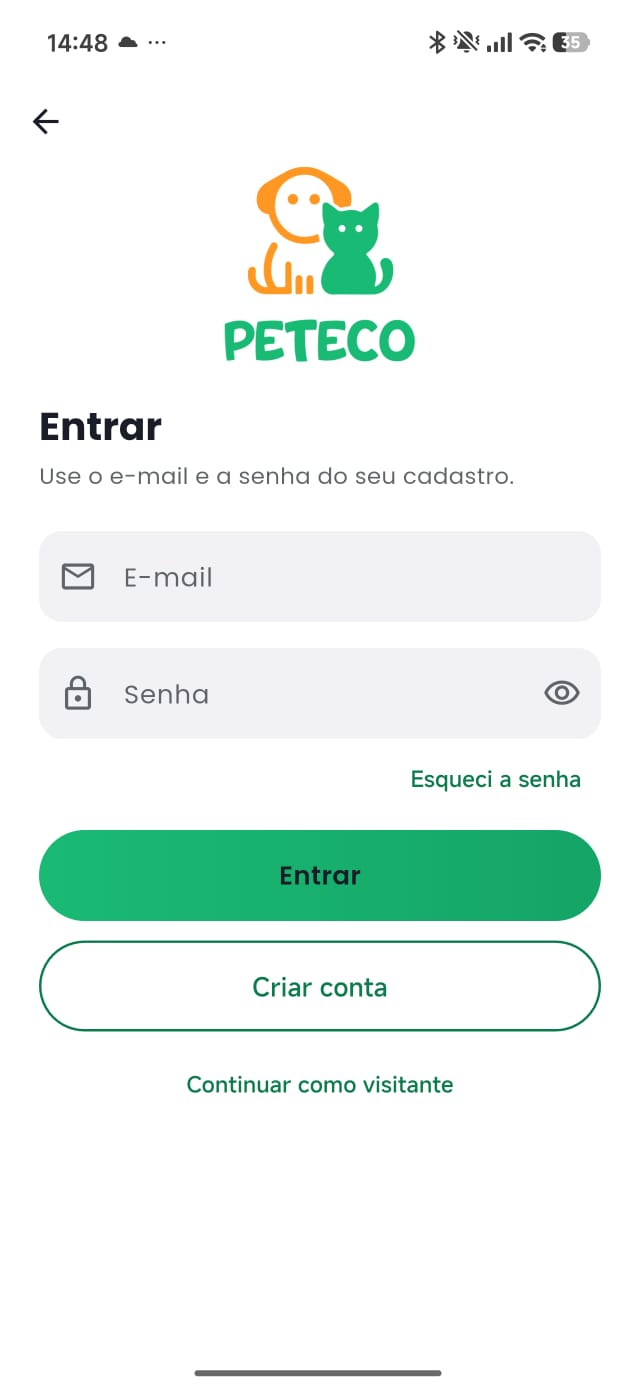 14:48
35
PETECO
Entrar
Use o e-mail e a senha do seu cadastro.
E-mail
Senha
Esqueci a senha
Entrar
Criar conta
Continuar como visitante